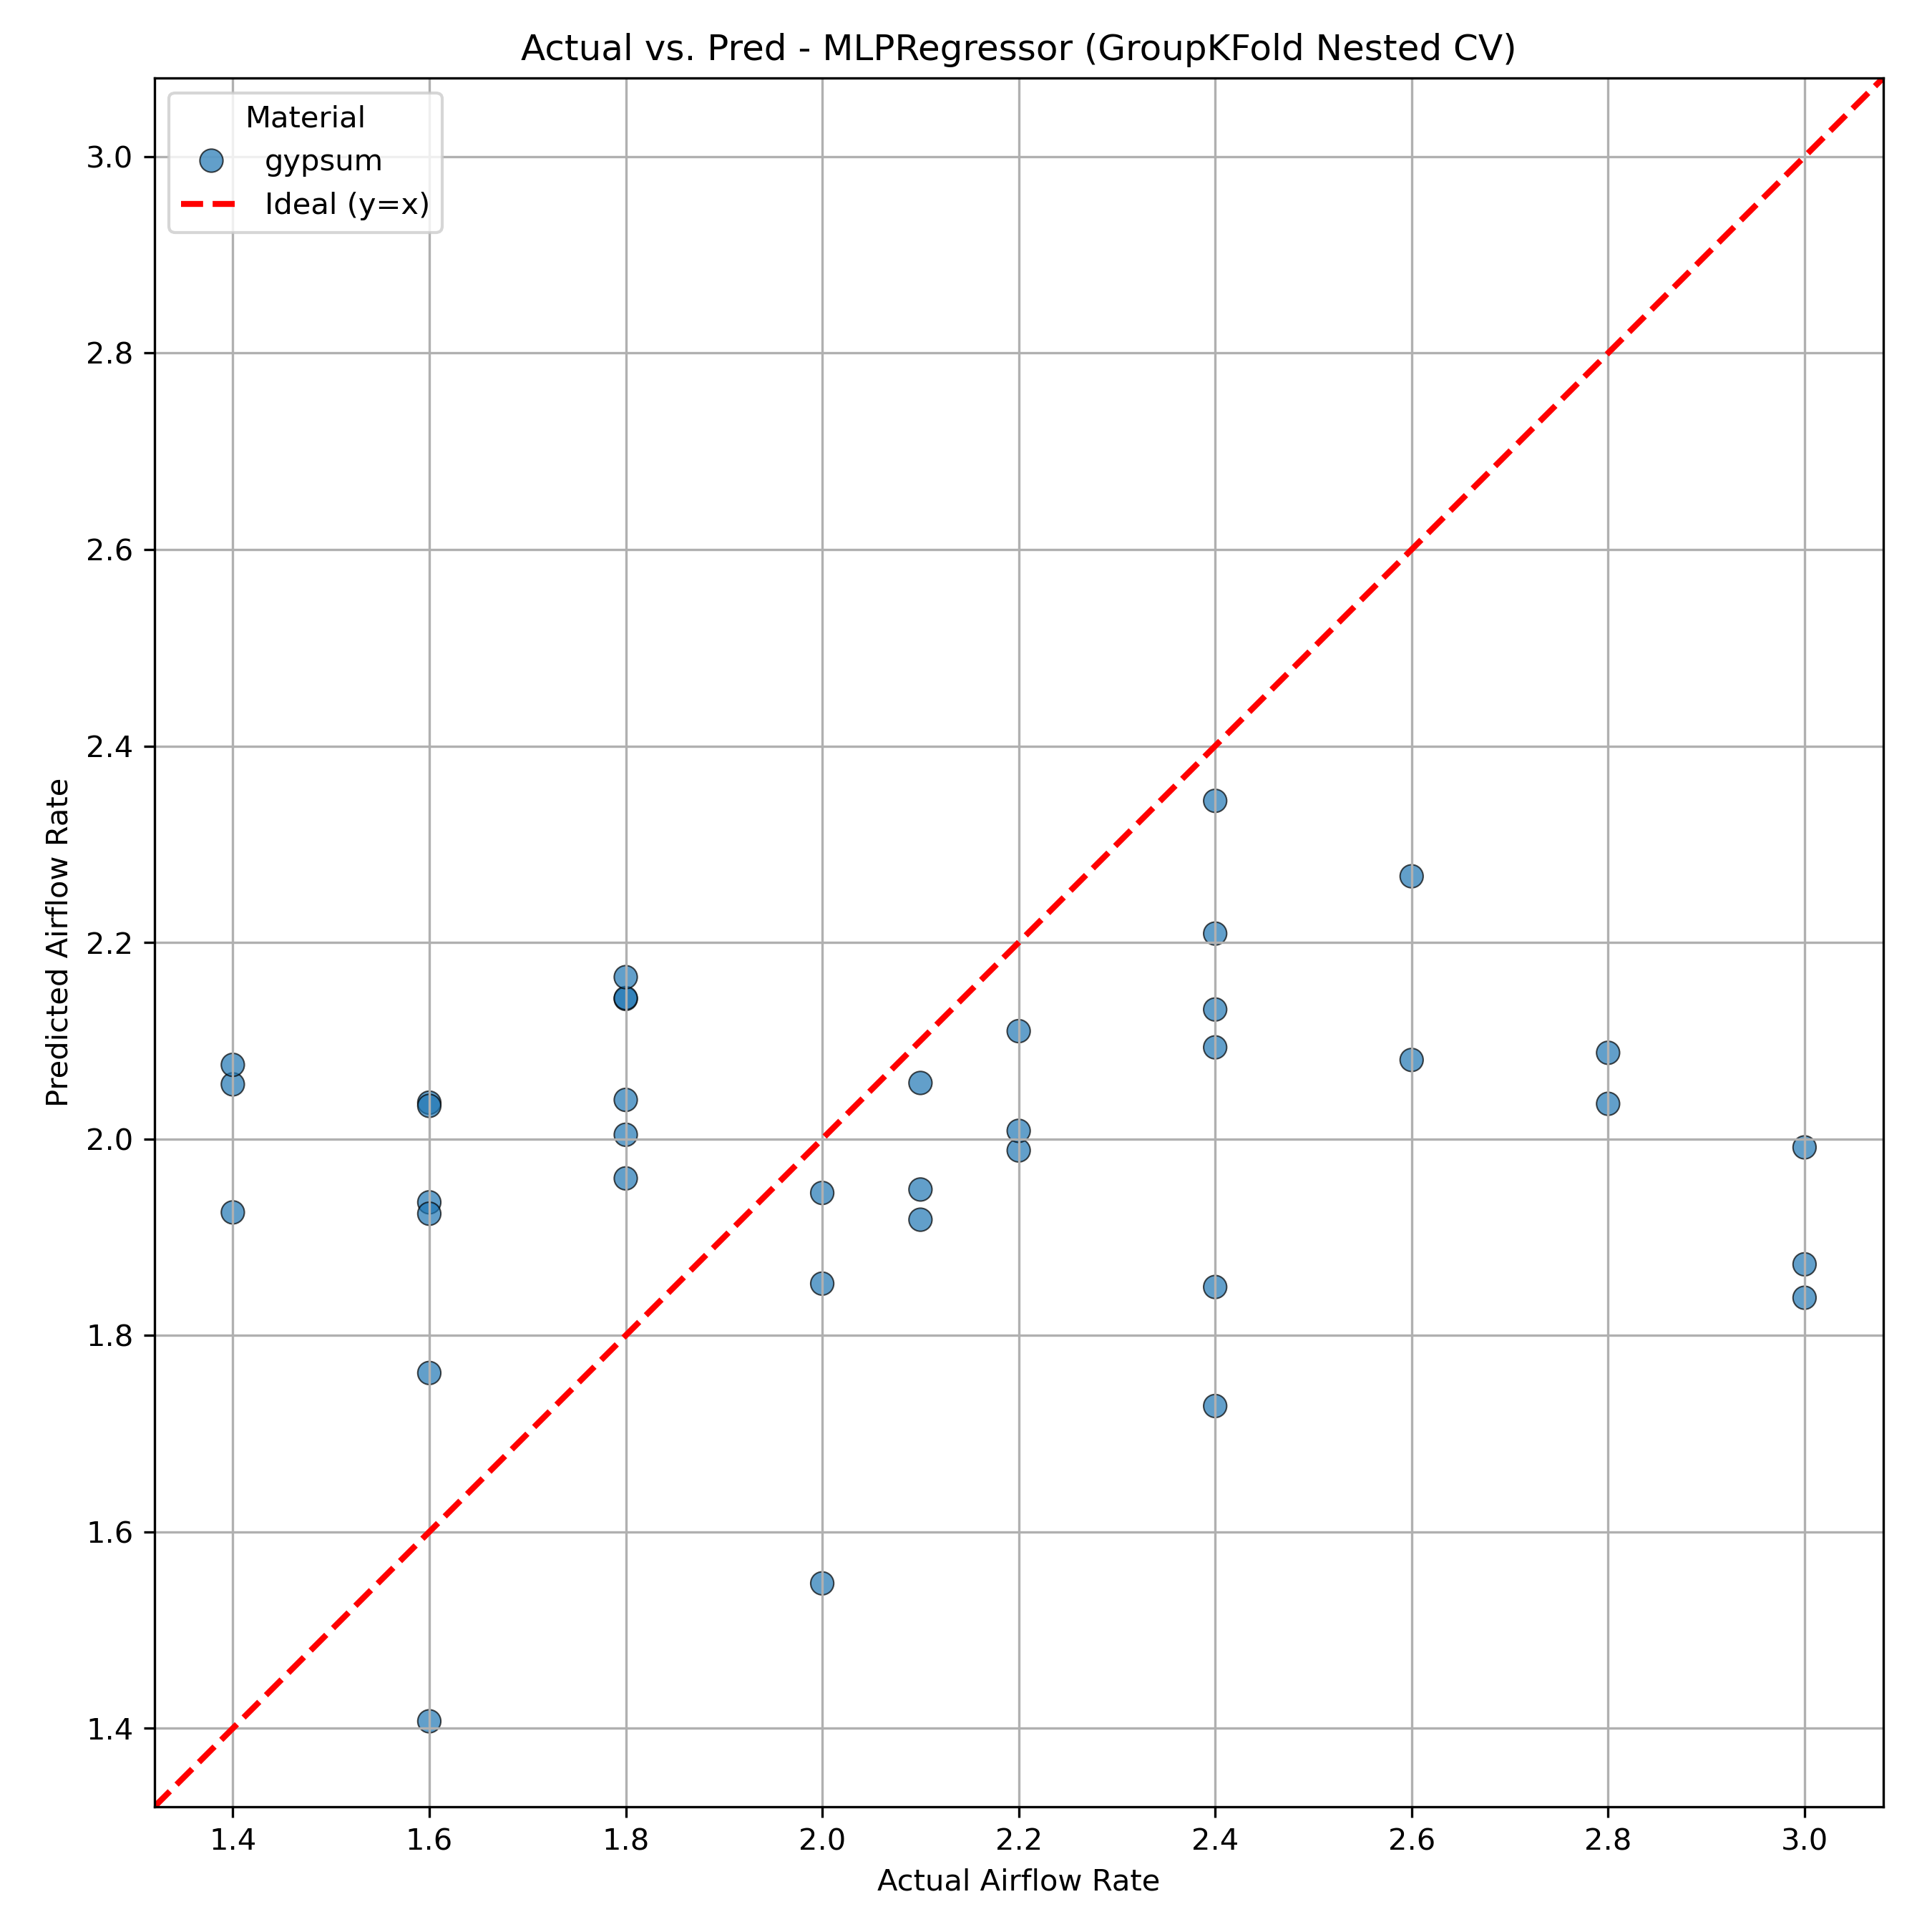 Actual vs. Pred - MLPRegressor (GroupKFold Nested CV)
Material
gypsum
Ideal (y=x)
3.0
2.8
2.6
2.4
2.2
2.0
1.8
1.6
1.4
Predicted Airflow Rate
1.4 1.6 1.8 2.0 2.2 2.4 2.6 2.8 3.0
Actual Airflow Rate